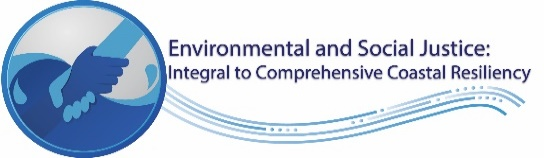 Environmental and Social Justice:
Integral to Comprehensive Coastal Resiliency